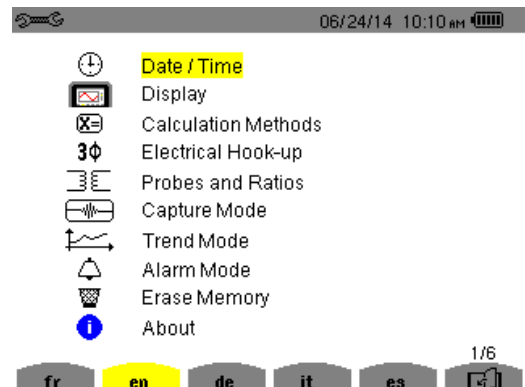 06/24/14 10:10 AM
Date / Time
Display
X= Calculation Methods
3Φ Electrical Hook-up
Probes and Ratios
Capture Mode
Trend Mode
Alarm Mode
Erase Memory
i About
1/6
fr en de it es